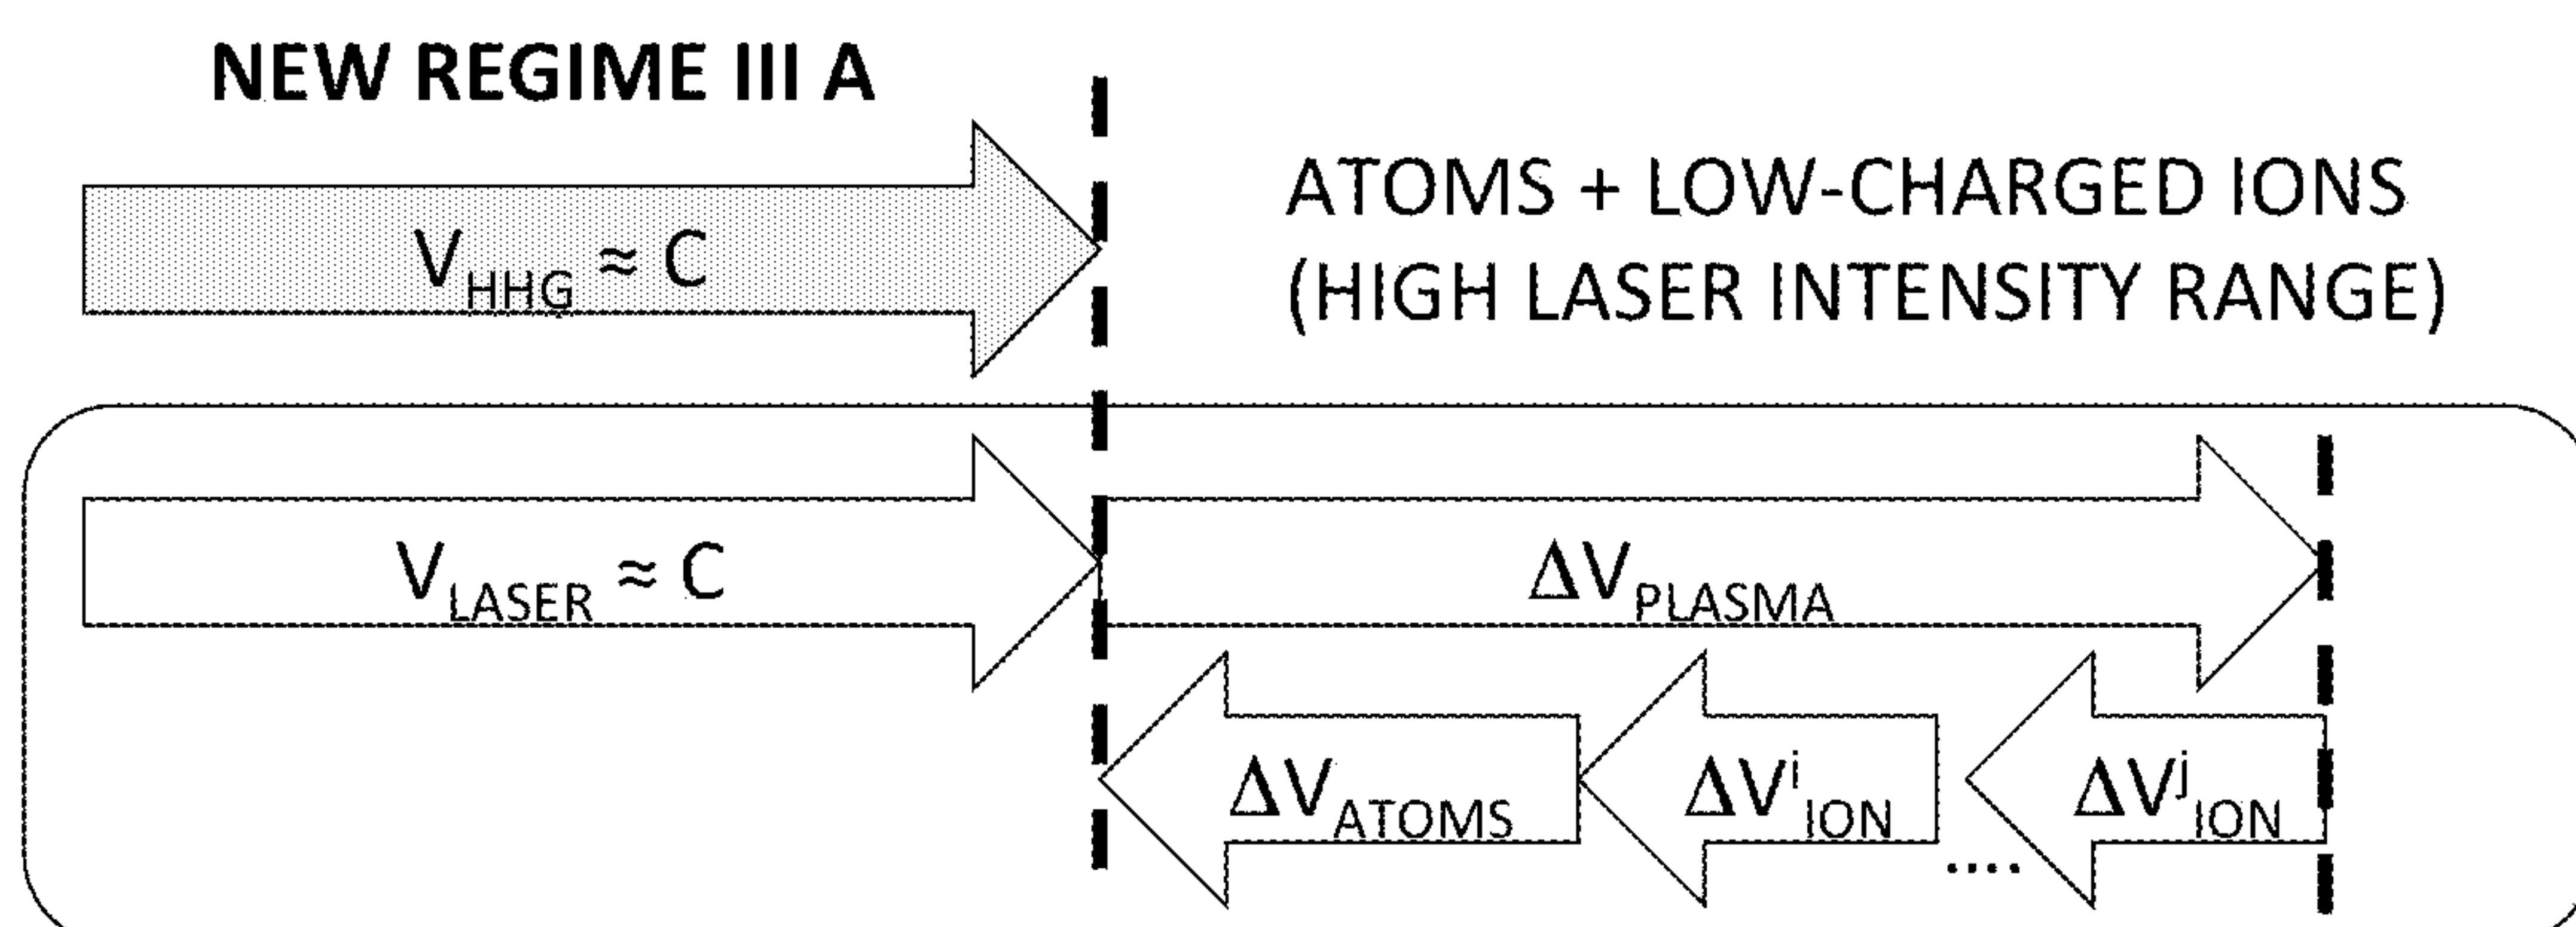 NEW REGIME III A
V_HHG ≈ C
ATOMS + LOW-CHARGED IONS
(HIGH LASER INTENSITY RANGE)
V_LASER ≈ C
ΔV_PLASMA
ΔV_ATOMS
ΔV^i_ION
....
ΔV^j_ION